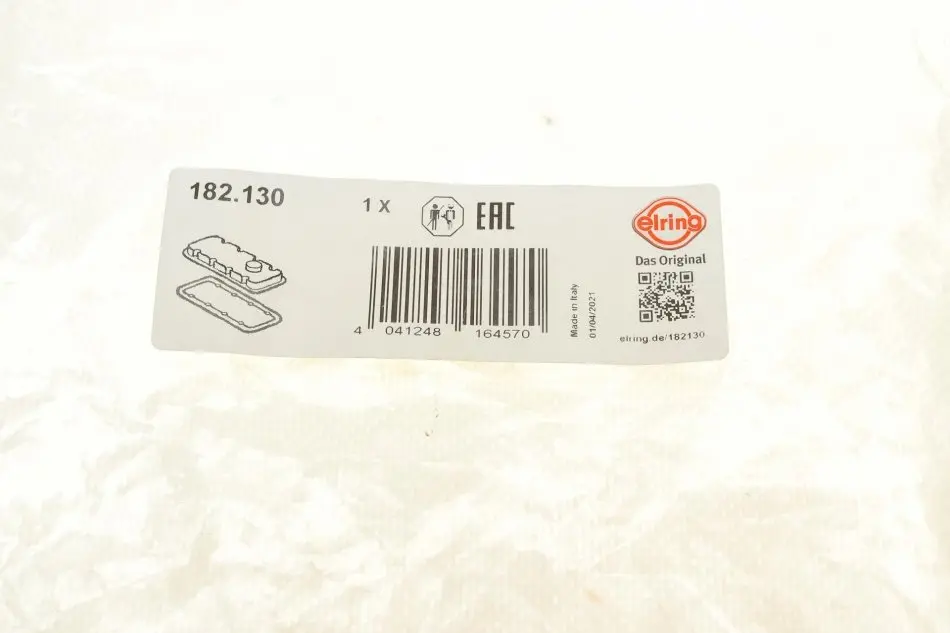 182.130
1 X
EAC
elring
Das Original
4 041248 164570
Made in Italy
01/04/2021
elring.de/182130